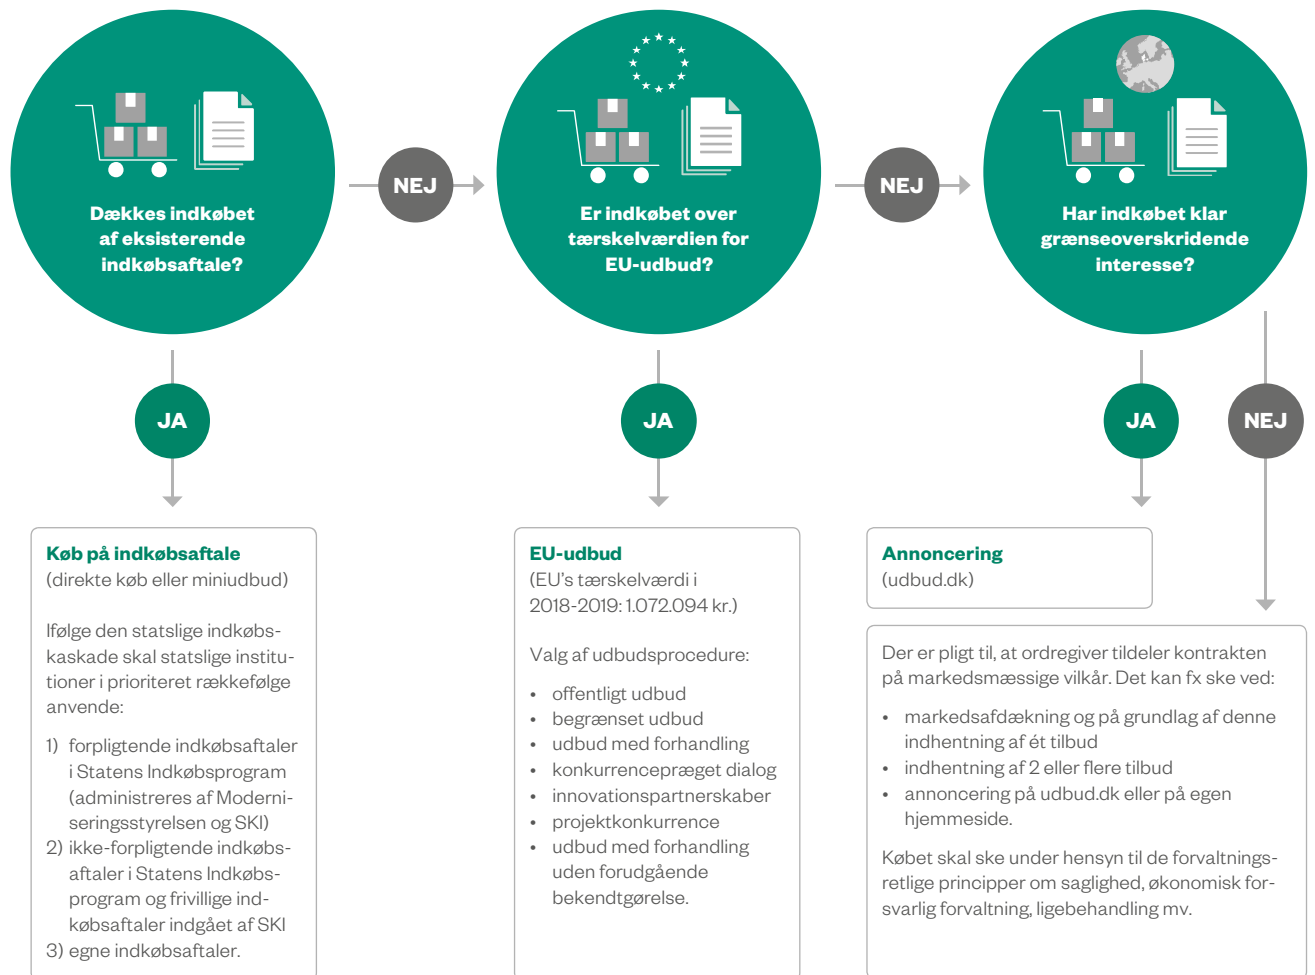 Dækkes indkøbet
af eksisterende
indkøbsaftale?
NEJ
Er indkøbet over
tærskelværdien for
EU-udbud?
NEJ
Har indkøbet klar
grænseoverskridende
interesse?
JA
JA
JA
NEJ
Køb på indkøbsaftale
(direkte køb eller miniudbud)
Ifølge den statslige indkøbs-
kaskade skal statslige institu-
tioner i prioriteret rækkefølge
anvende:
1) forpligtende indkøbsaftaler
i Statens Indkøbsprogram
(administreres af Moderni-
seringsstyrelsen og SKI)
2) ikke-forpligtende indkøbs-
aftaler i Statens Indkøbs-
program og frivillige ind-
købsaftaler indgået af SKI
3) egne indkøbsaftaler.
EU-udbud
(EU's tærskelværdi i
2018-2019: 1.072.094 kr.)
Valg af udbudsprocedure:
• offentligt udbud
• begrænset udbud
• udbud med forhandling
• konkurrencepræget dialog
• innovationspartnerskaber
• projektkonkurrence
• udbud med forhandling
uden forudgående
bekendtgørelse.
Annoncering
(udbud.dk)
Der er pligt til, at ordregiver tildeler kontrakten
på markedsmæssige vilkår. Det kan fx ske ved:
• markedsafdækning og på grundlag af denne
indhentning af ét tilbud
• indhentning af 2 eller flere tilbud
• annoncering på udbud.dk eller på egen
hjemmeside.
Købet skal ske under hensyn til de forvaltnings-
retlige principper om saglighed, økonomisk for-
svarlig forvaltning, ligebehandling mv.